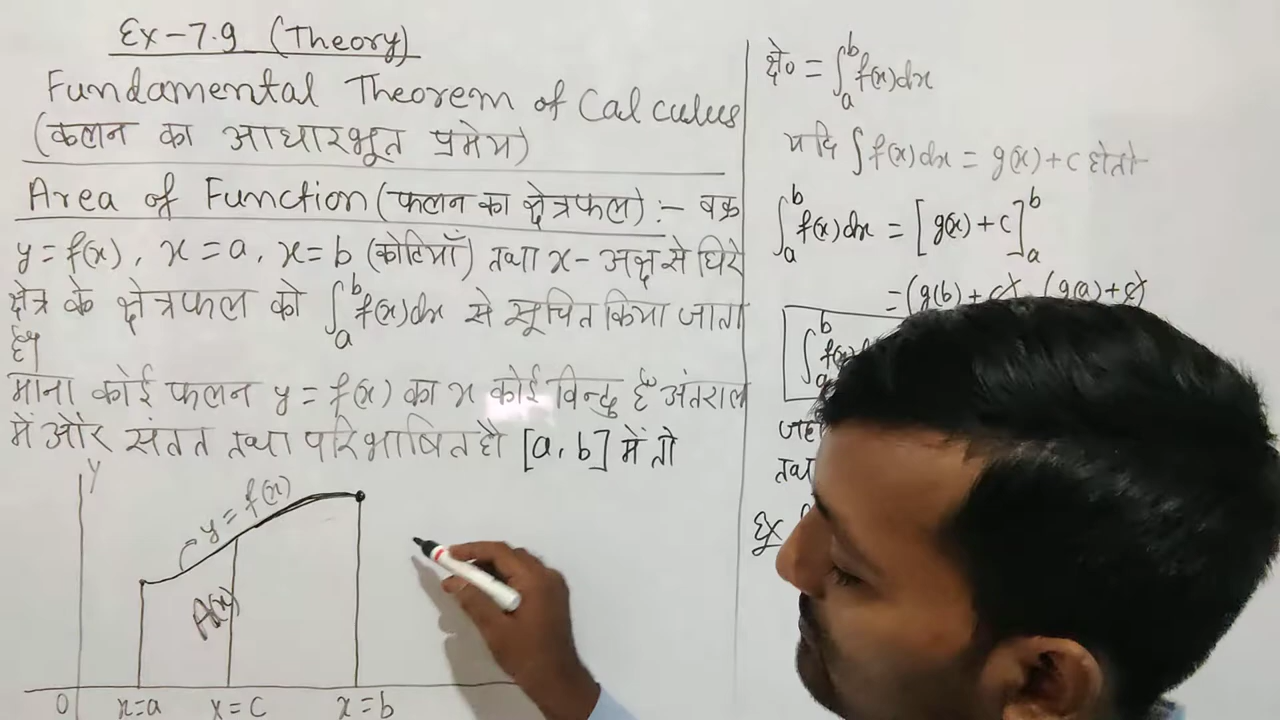 Ex-7.9 (Theory)
Fundamental Theorem of Calculus
(कलन का आधारभूत प्रमेय)
Area of Function (फलन का क्षेत्रफल) :- वक्र
y = f(x), x = a, x = b (कोटियाँ) तथा x- अक्ष से घिरे
क्षेत्र के क्षेत्रफल को ∫ₐᵇ f(x) dx से सूचित किया जाता
है।
माना कोई फलन y = f(x) का x कोई बिन्दु है अंतराल
में और संतत तथा परिभाषित हो [a, b] में तो
Y
y = f(x)
A(x)
0 x=a x=c x=b
क्षे० = ∫ₐᵇ f(x) dx
यदि ∫ f(x) dx = g(x) + c हो तो
∫ₐᵇ f(x) dx = [g(x) + c]ₐᵇ
= (g(b) + c) - (g(a) + c)
∫ₐᵇ f(x)
Ex